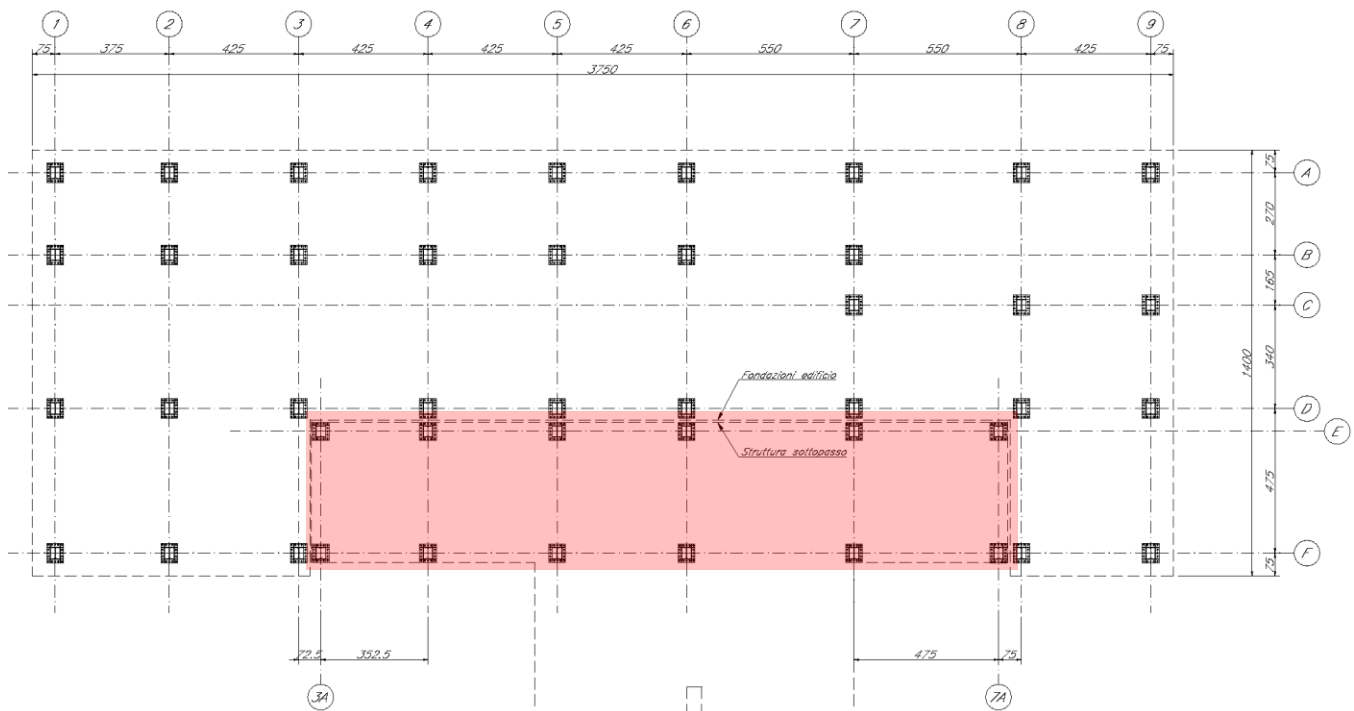 1 2 3 4 5 6 7 8 9
75 375 425 425 425 425 550 550 425 75
3750
75
A
270
B
165
C
340
1400
Fondazioni edificio
D
E
Struttura sottopasso
475
F
75
72.5 352.5 475 75
3A 7A